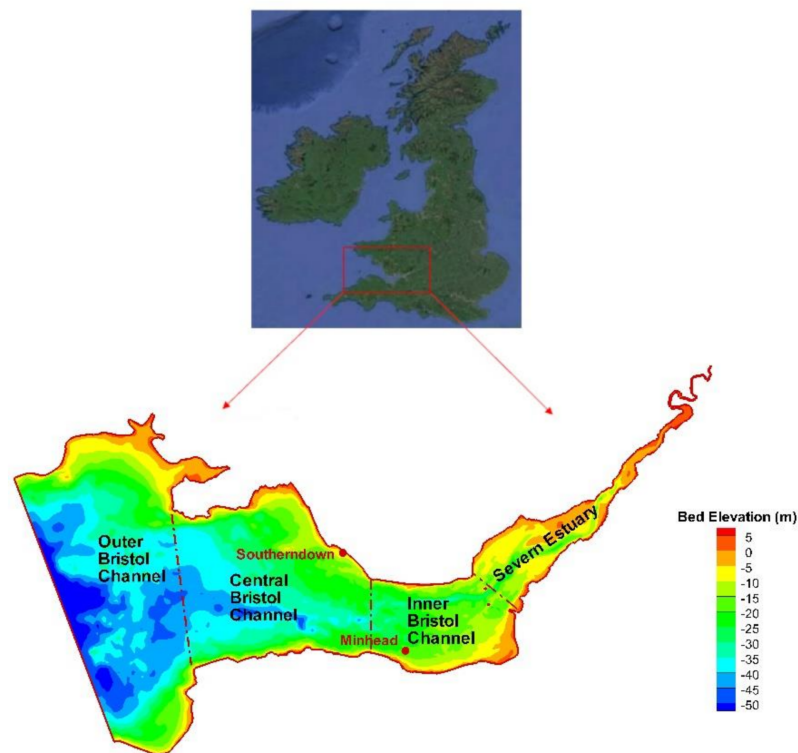 Outer
Bristol
Channel
Southerndown
Central
Bristol
Channel
Minhead
Inner
Bristol
Channel
Severn Estuary
Bed Elevation (m)
5
0
-5
-10
-15
-20
-25
-30
-35
-40
-45
-50